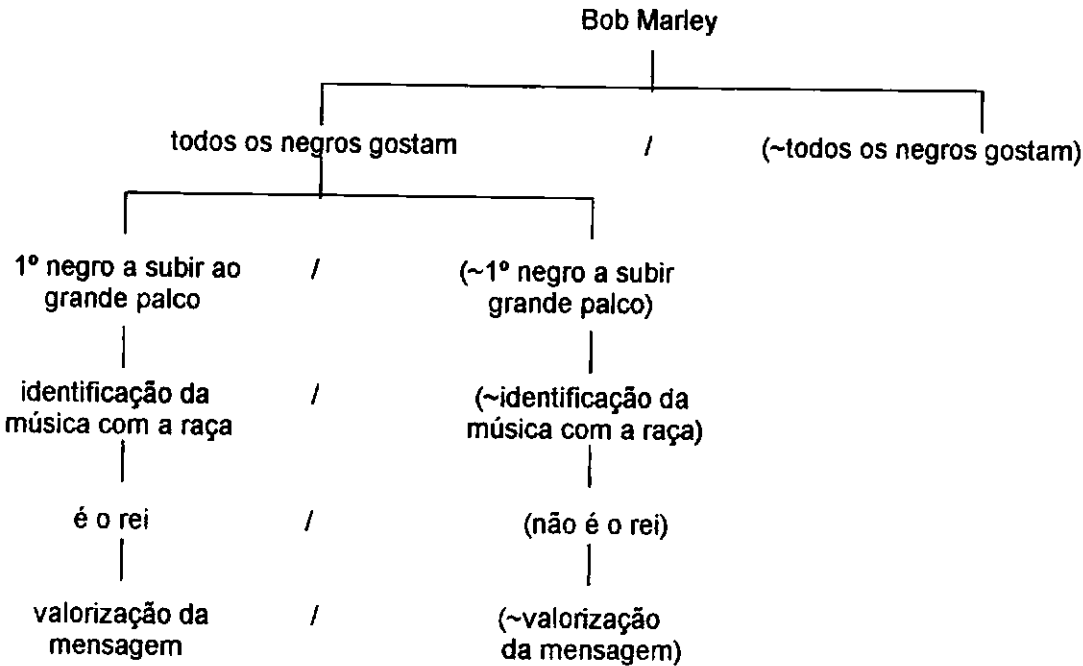 Bob Marley
todos os negros gostam / (~todos os negros gostam)
1º negro a subir ao / (~1º negro a subir
grande palco grande palco)
identificação da / (~identificação da
música com a raça música com a raça)
é o rei / (não é o rei)
valorização da / (~valorização
mensagem da mensagem)